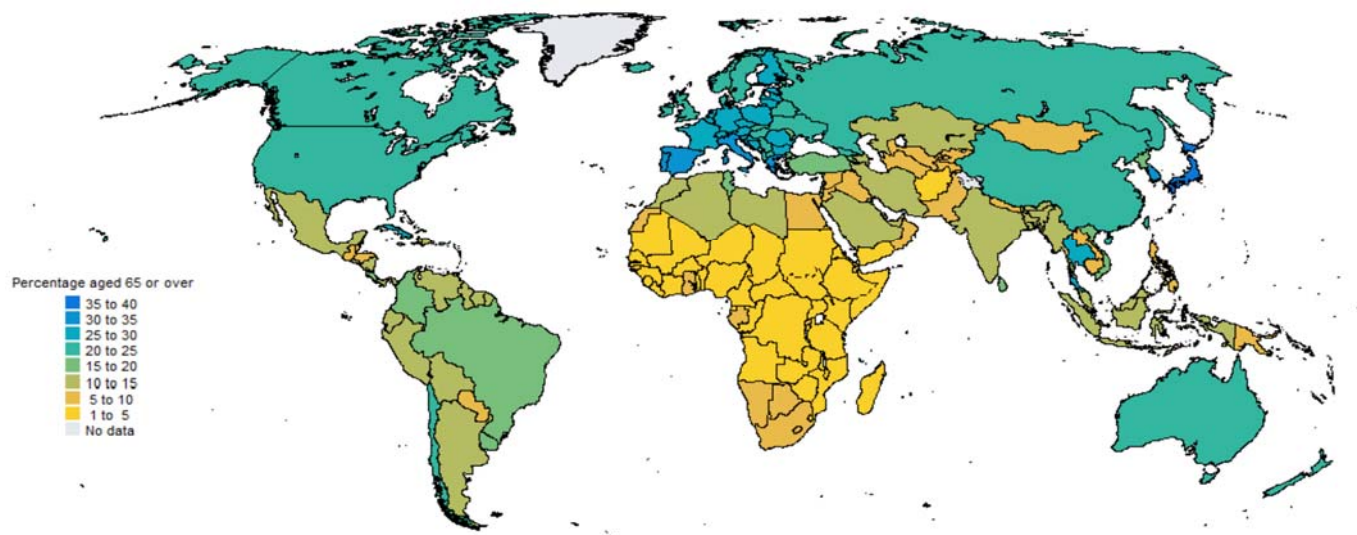 Percentage aged 65 or over
35 to 40
30 to 35
25 to 30
20 to 25
15 to 20
10 to 15
5 to 10
1 to 5
No data